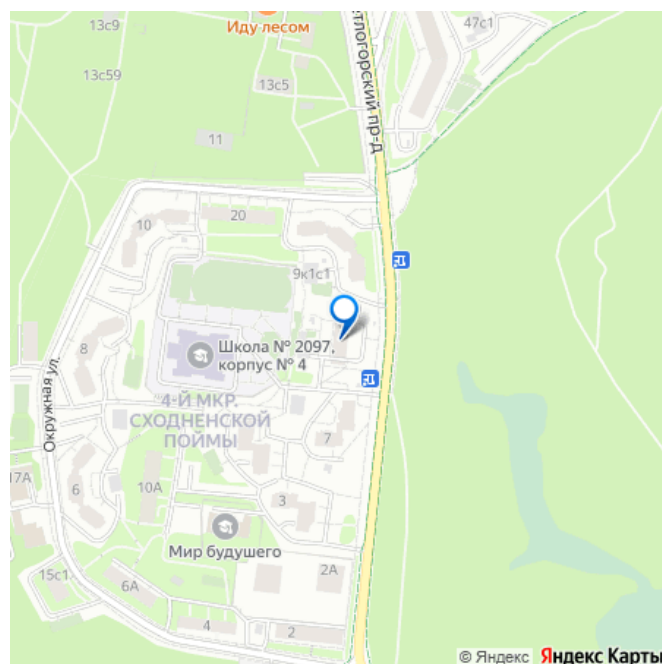 13с9
Иду лесом
47с1
13с59
13с5
етлогорский пр-д
11
10
20
9к1с1
Школа № 2097,
корпус № 4
8
Окружная ул.
4-Й МКР.
СХОДНЕНСКОЙ
ПОЙМЫ
7
17А
6
10А
3
Мир будущего
15с1
6А
2А
4
2
© Яндекс Яндекс Карты